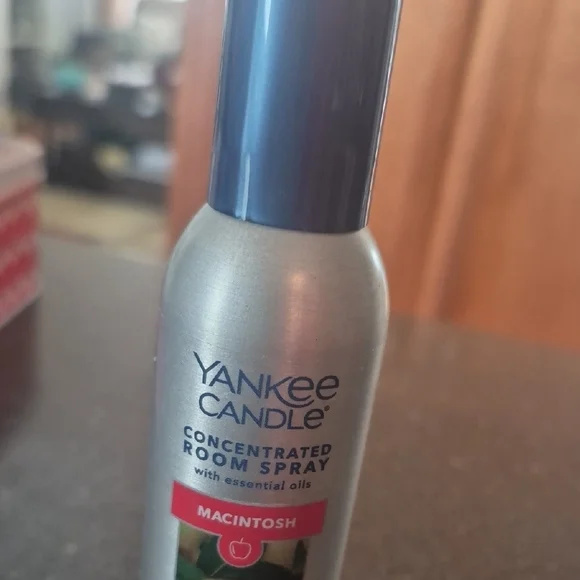 YANKee
CANDLe®
CONCENTRATED
ROOM SPRAY
with essential oils
MACINTOSH